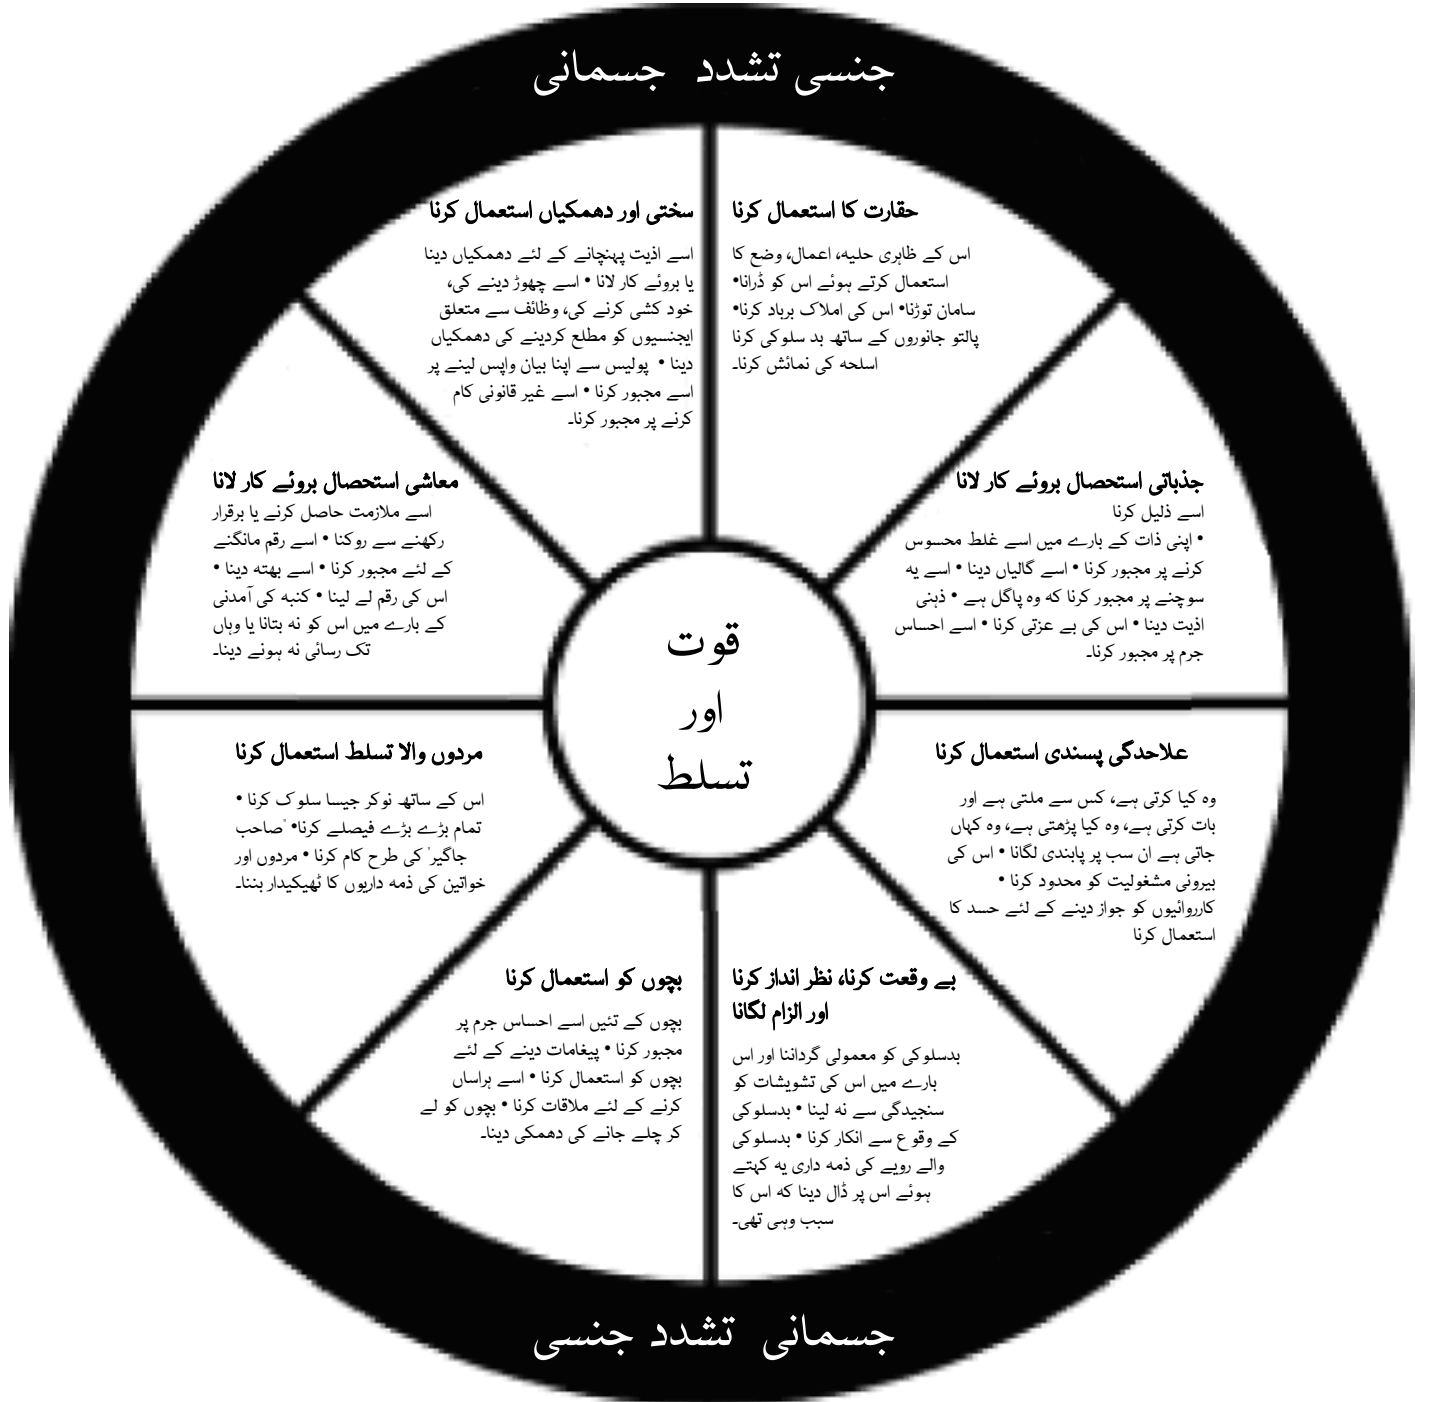 جنسی تشدد جسمانی
حقارت کا استعمال کرنا
اس کے ظاہری حلیہ، اعمال، وضع کا
استعمال کرتے ہوئے اس کو ڈرانا•
سامان توڑنا• اس کی املاک برباد کرنا•
پالتو جانوروں کے ساتھ بد سلوکی کرنا
اسلحہ کی نمائش کرنا۔
سختی اور دھمکیاں استعمال کرنا
اسے اذیت پہنچانے کے لئے دھمکیاں دینا
یا بروئے کار لانا • اسے چھوڑ دینے کی،
خود کشی کرنے کی، وظائف سے متعلق
ایجنسیوں کو مطلع کردینے کی دھمکیاں
دینا • پولیس سے اپنا بیان واپس لینے پر
اسے مجبور کرنا • اسے غیر قانونی کام
کرنے پر مجبور کرنا۔
جذباتی استحصال بروئے کار لانا
اسے ذلیل کرنا
• اپنی ذات کے بارے میں اسے غلط محسوس
کرنے پر مجبور کرنا • اسے گالیاں دینا • اسے یہ
سوچنے پر مجبور کرنا کہ وہ پاگل ہے • ذہنی
اذیت دینا • اس کی بے عزتی کرنا • اسے احساس
جرم پر مجبور کرنا۔
معاشی استحصال بروئے کار لانا
اسے ملازمت حاصل کرنے یا برقرار
رکھنے سے روکنا • اسے رقم مانگنے
کے لئے مجبور کرنا • اسے بھتہ دینا •
اس کی رقم لے لینا • کنبہ کی آمدنی
کے بارے میں اس کو نہ بتانا یا وہاں
تک رسائی نہ ہونے دینا۔
قوت
اور
تسلط
علاحدگی پسندی استعمال کرنا
وہ کیا کرتی ہے، کس سے ملتی ہے اور
بات کرتی ہے، وہ کیا پڑھتی ہے، وہ کہاں
جاتی ہے ان سب پر پابندی لگانا • اس کی
بیرونی مشغولیت کو محدود کرنا •
کارروائیوں کو جواز دینے کے لئے حسد کا
استعمال کرنا
مردوں والا تسلط استعمال کرنا
اس کے ساتھ نوکر جیسا سلوک کرنا •
تمام بڑے بڑے فیصلے کرنا• 'صاحب
جاگیر' کی طرح کام کرنا • مردوں اور
خواتین کی ذمہ داریوں کا ٹھیکیدار بننا۔
بے وقعت کرنا، نظر انداز کرنا
اور الزام لگانا
بدسلوکی کو معمولی گرداننا اور اس
بارے میں اس کی تشویشات کو
سنجیدگی سے نہ لینا • بدسلوکی
کے وقوع سے انکار کرنا • بدسلوکی
والے رویے کی ذمہ داری یہ کہتے
ہوئے اس پر ڈال دینا کہ اس کا
سبب وہی تھی۔
بچوں کو استعمال کرنا
بچوں کے تئیں اسے احساس جرم پر
مجبور کرنا • پیغامات دینے کے لئے
بچوں کو استعمال کرنا • اسے ہراساں
کرنے کے لئے ملاقات کرنا • بچوں کو لے
کر چلے جانے کی دھمکی دینا۔
جسمانی تشدد جنسی